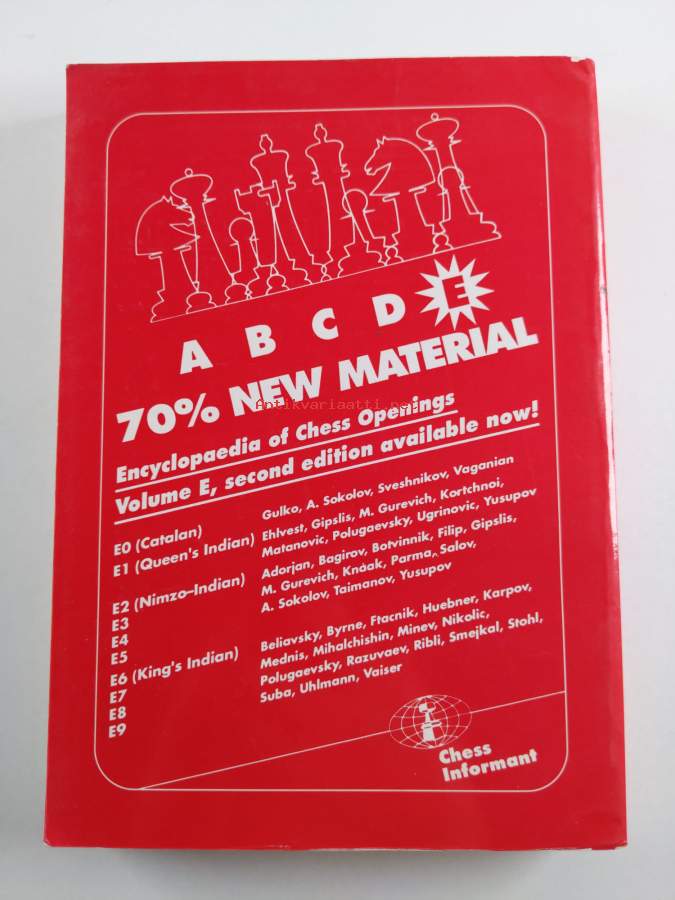 A B C D E
70% NEW MATERIAL
Antikvariaatti.net
Encyclopaedia of Chess Openings
Volume E, second edition available now!
E0 (Catalan) Gulko, A. Sokolov, Sveshnikov, Vaganian
E1 (Queen's Indian) Ehlvest, Gipslis, M. Gurevich, Kortchnoi,
Matanovic, Polugaevsky, Ugrinovic, Yusupov
E2 (Nimzo–Indian) Adorjan, Bagirov, Botvinnik, Filip, Gipslis,
E3 M. Gurevich, Knaak, Parma, Salov,
E4 A. Sokolov, Taimanov, Yusupov
E5
E6 (King's Indian) Beliavsky, Byrne, Ftacnik, Huebner, Karpov,
E7 Mednis, Mihalchishin, Minev, Nikolic,
E8 Polugaevsky, Razuvaev, Ribli, Smejkal, Stohl,
E9 Suba, Uhlmann, Vaiser
Chess
Informant